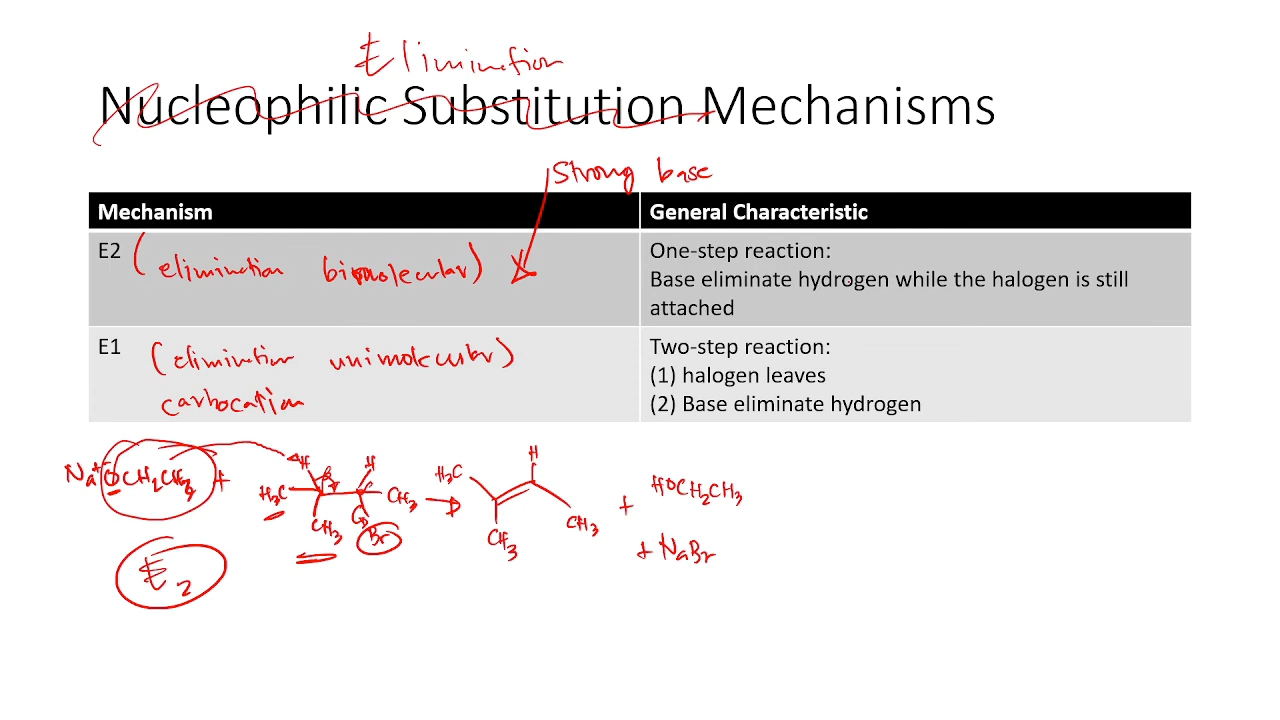 Elimination
Nucleophilic Substitution Mechanisms
Strong base
Mechanism
General Characteristic
E2 (elimination bimolecular)
One-step reaction:
Base eliminate hydrogen while the halogen is still
attached
E1 (elimination unimolecular)
carbocation
Two-step reaction:
(1) halogen leaves
(2) Base eliminate hydrogen
Na+ -OCH2CH3 +
H
H
H3C
CH3
CH3
Br
H
H3C
CH3
CH3
+ HOCH2CH3
+ NaBr
E2